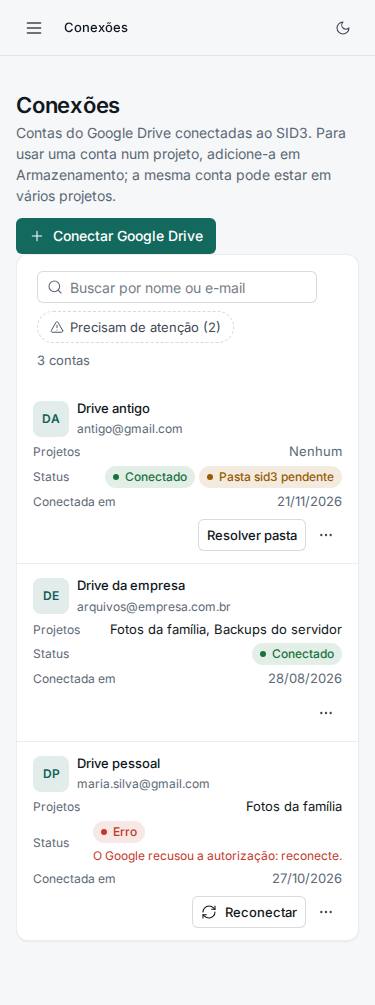 Conexões
Conexões
Contas do Google Drive conectadas ao SID3. Para
usar uma conta num projeto, adicione-a em
Armazenamento; a mesma conta pode estar em
vários projetos.
Conectar Google Drive
Buscar por nome ou e-mail
Precisam de atenção (2)
3 contas
DA
Drive antigo
antigo@gmail.com
Projetos Nenhum
Status Conectado Pasta sid3 pendente
Conectada em 21/11/2026
Resolver pasta
DE
Drive da empresa
arquivos@empresa.com.br
Projetos Fotos da família, Backups do servidor
Status Conectado
Conectada em 28/08/2026
DP
Drive pessoal
maria.silva@gmail.com
Projetos Fotos da família
Status Erro
O Google recusou a autorização: reconecte.
Conectada em 27/10/2026
Reconectar